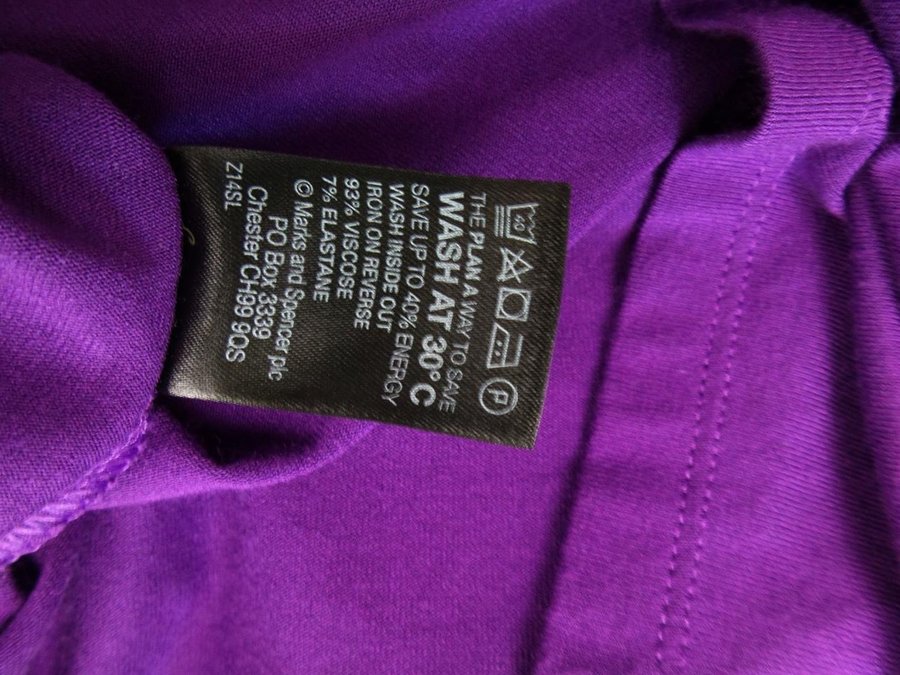 40 P
THE PLAN A WAY TO SAVE
WASH AT 30°C
SAVE UP TO 40% ENERGY
WASH INSIDE OUT
IRON ON REVERSE
93% VISCOSE
7% ELASTANE
© Marks and Spencer plc
PO Box 3339
Chester CH99 9QS
Z14SL